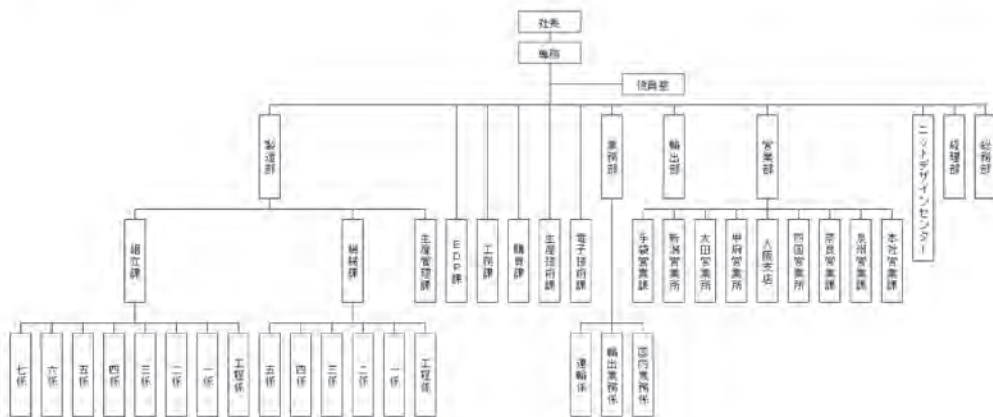 社長
専務
役員室
製造部
業務部
輸出部
営業部
ニットデザインセンター
経理部
総務部
組立課
機械課
生産管理課
EDP課
工務課
購買課
生産技術課
電子技術課
手袋営業課
新潟営業所
太田営業所
甲府営業所
大阪支店
四国営業所
奈良営業課
泉州営業課
本社営業課
七係
六係
五係
四係
三係
二係
一係
工程係
五係
四係
三係
二係
一係
工程係
運輸係
輸出業務係
国内業務係